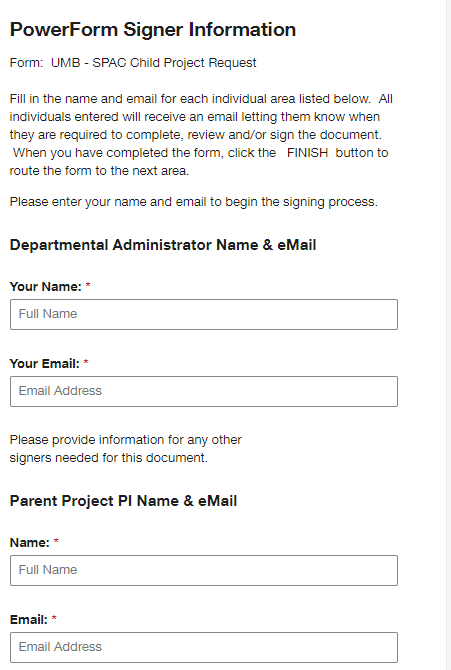 PowerForm Signer Information
Form:  UMB - SPAC Child Project Request
Fill in the name and email for each individual area listed below.  All
individuals entered will receive an email letting them know when
they are required to complete, review and/or sign the document.
When you have completed the form, click the   FINISH  button to
route the form to the next area.
Please enter your name and email to begin the signing process.
Departmental Administrator Name & eMail
Your Name: *
Full Name
Your Email: *
Email Address
Please provide information for any other
signers needed for this document.
Parent Project PI Name & eMail
Name: *
Full Name
Email: *
Email Address